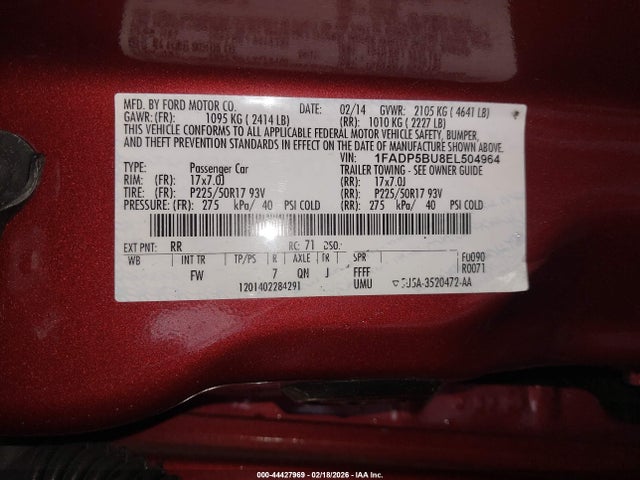 MFD. BY FORD MOTOR CO. DATE: 02/14 GVWR: 2105 KG ( 4641 LB)
GAWR: (FR): 1095 KG ( 2414 LB) (RR): 1010 KG ( 2227 LB)
THIS VEHICLE CONFORMS TO ALL APPLICABLE FEDERAL MOTOR VEHICLE SAFETY, BUMPER,
AND THEFT PREVENTION STANDARDS IN EFFECT ON THE DATE OF MANUFACTURE SHOWN ABOVE.
VIN: 1FADP5BU8EL504964
TYPE: Passenger Car TRAILER TOWING - SEE OWNER GUIDE
RIM: (FR): 17x7.0J (RR): 17x7.0J
TIRE: (FR): P225/50R17 93V (RR): P225/50R17 93V
PRESSURE: (FR): 275 kPa/ 40 PSI COLD (RR): 275 kPa/ 40 PSI COLD
EXT PNT: RR RC: 71 DSO:
WB INT TR TP/PS R AXLE TR SPR F0090
FW 7 QN J FFFF R0071
1201402284291 UMU 5U5A-3520472-AA
000-44427969 - 02/18/2026 - IAA Inc.